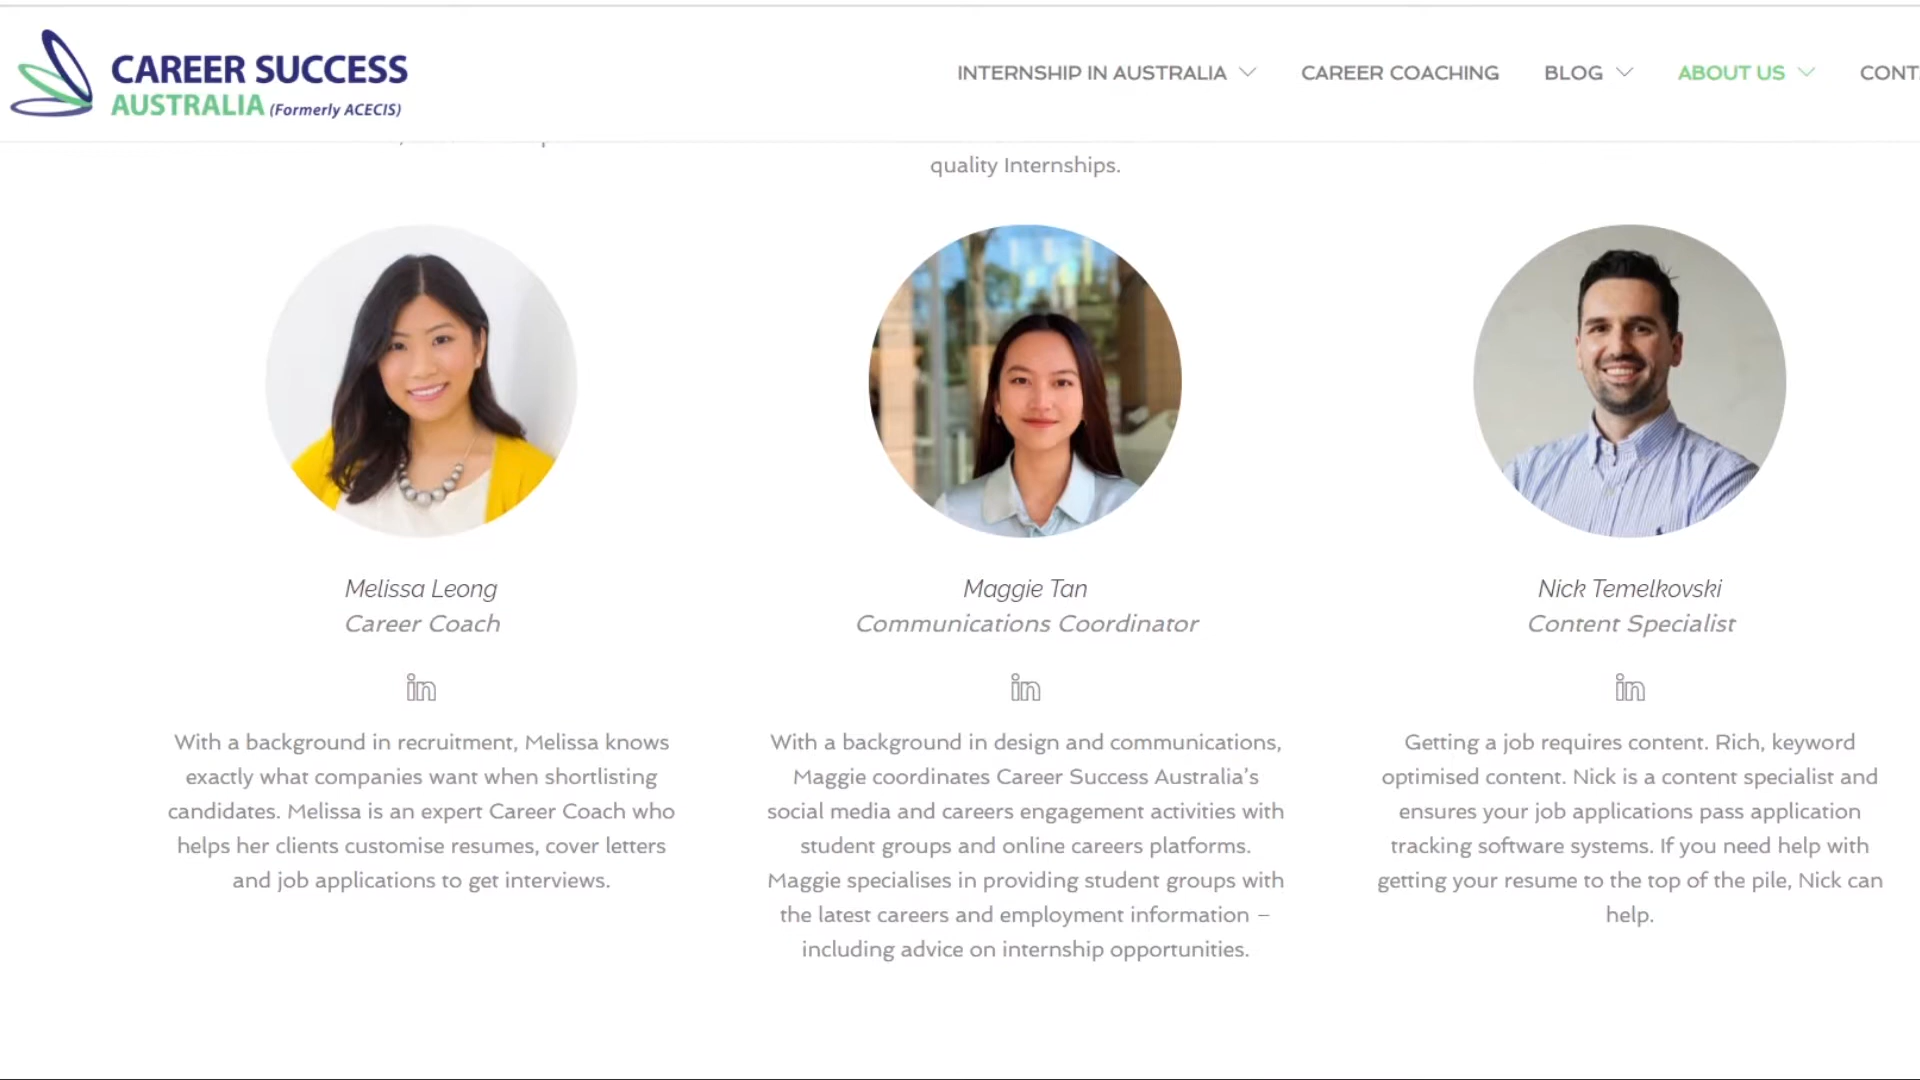 CAREER SUCCESS
AUSTRALIA (Formerly ACECIS)
INTERNSHIP IN AUSTRALIA
CAREER COACHING
BLOG
ABOUT US
quality Internships.
Melissa Leong
Career Coach
in
With a background in recruitment, Melissa knows
exactly what companies want when shortlisting
candidates. Melissa is an expert Career Coach who
helps her clients customise resumes, cover letters
and job applications to get interviews.
Maggie Tan
Communications Coordinator
in
With a background in design and communications,
Maggie coordinates Career Success Australia's
social media and careers engagement activities with
student groups and online careers platforms.
Maggie specialises in providing student groups with
the latest careers and employment information –
including advice on internship opportunities.
Nick Temelkovski
Content Specialist
in
Getting a job requires content. Rich, keyword
optimised content. Nick is a content specialist and
ensures your job applications pass application
tracking software systems. If you need help with
getting your resume to the top of the pile, Nick can
help.